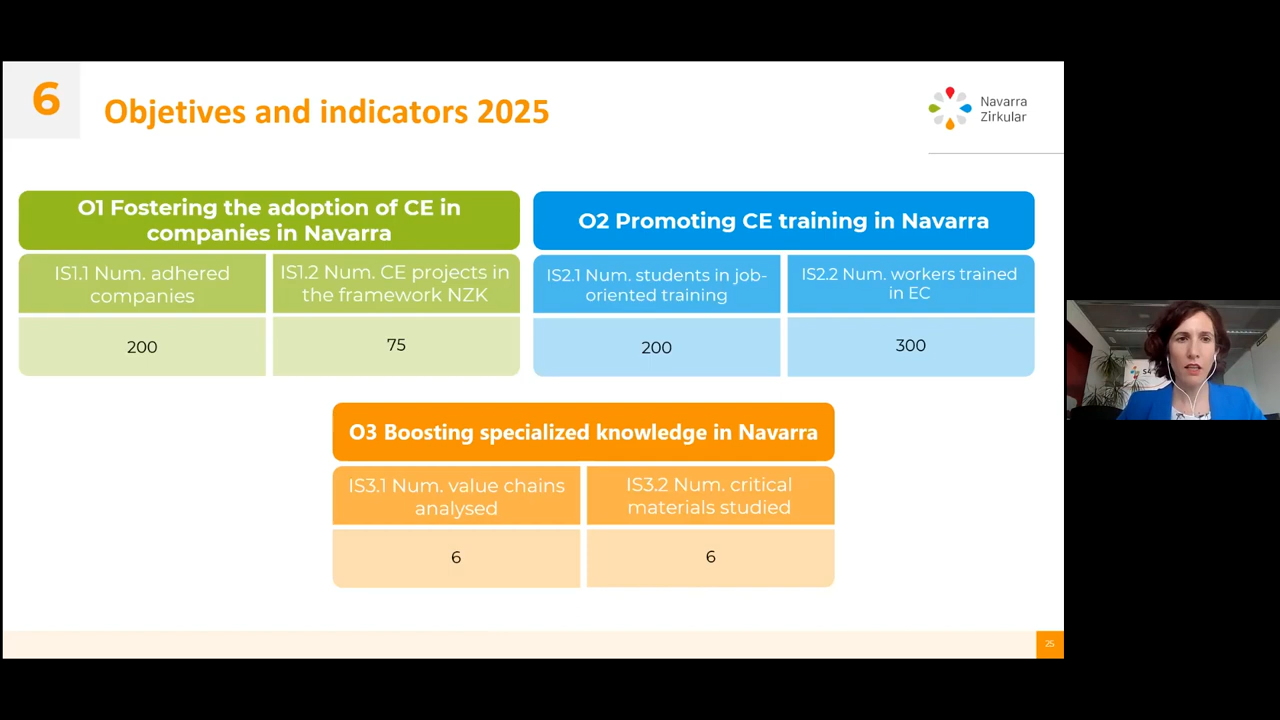 6
Objetives and indicators 2025
Navarra
Zirkular
O1 Fostering the adoption of CE in
companies in Navarra
IS1.1 Num. adhered
companies
IS1.2 Num. CE projects in
the framework NZK
200
75
O2 Promoting CE training in Navarra
IS2.1 Num. students in job-
oriented training
IS2.2 Num. workers trained
in EC
200
300
O3 Boosting specialized knowledge in Navarra
IS3.1 Num. value chains
analysed
IS3.2 Num. critical
materials studied
6
6
25